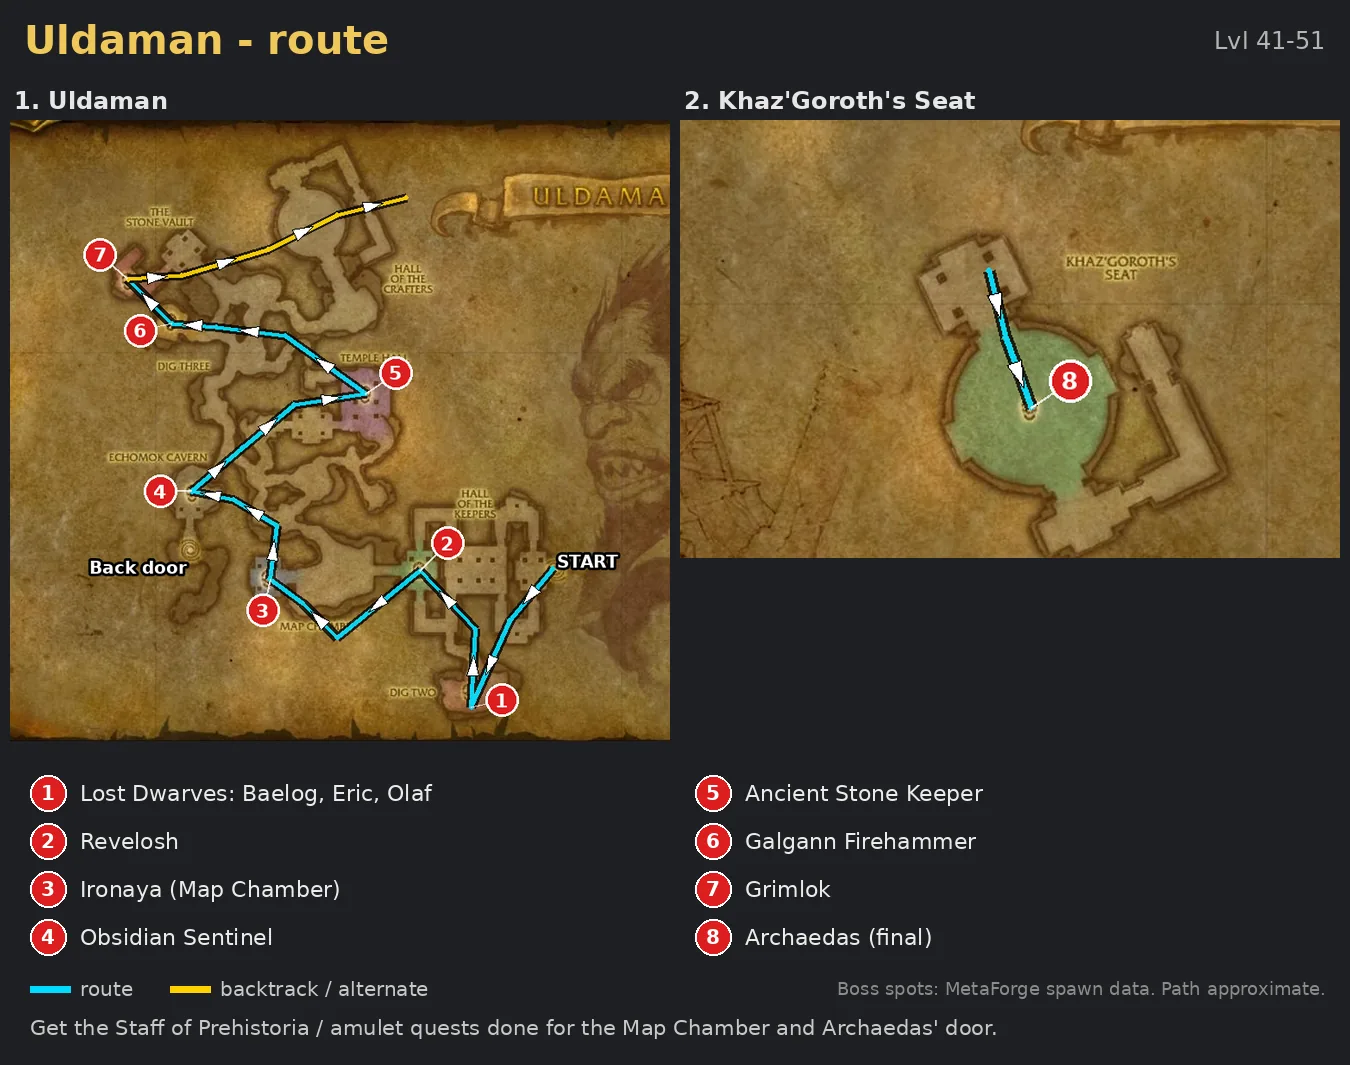 Uldaman - route
Lvl 41-51
1. Uldaman
2. Khaz'Goroth's Seat
ULDAMA
THE
STONE VAULT
7
HALL
OF THE
CRAFTERS
6
DIG THREE
TEMPLE HALL
5
ECHOMOK CAVERN
4
HALL
OF THE
KEEPERS
2
Back door
START
3
MAP CHAMBER
DIG TWO
1
KHAZ'GOROTH'S
SEAT
8
1 Lost Dwarves: Baelog, Eric, Olaf
2 Revelosh
3 Ironaya (Map Chamber)
4 Obsidian Sentinel
5 Ancient Stone Keeper
6 Galgann Firehammer
7 Grimlok
8 Archaedas (final)
route
backtrack / alternate
Boss spots: MetaForge spawn data. Path approximate.
Get the Staff of Prehistoria / amulet quests done for the Map Chamber and Archaedas' door.